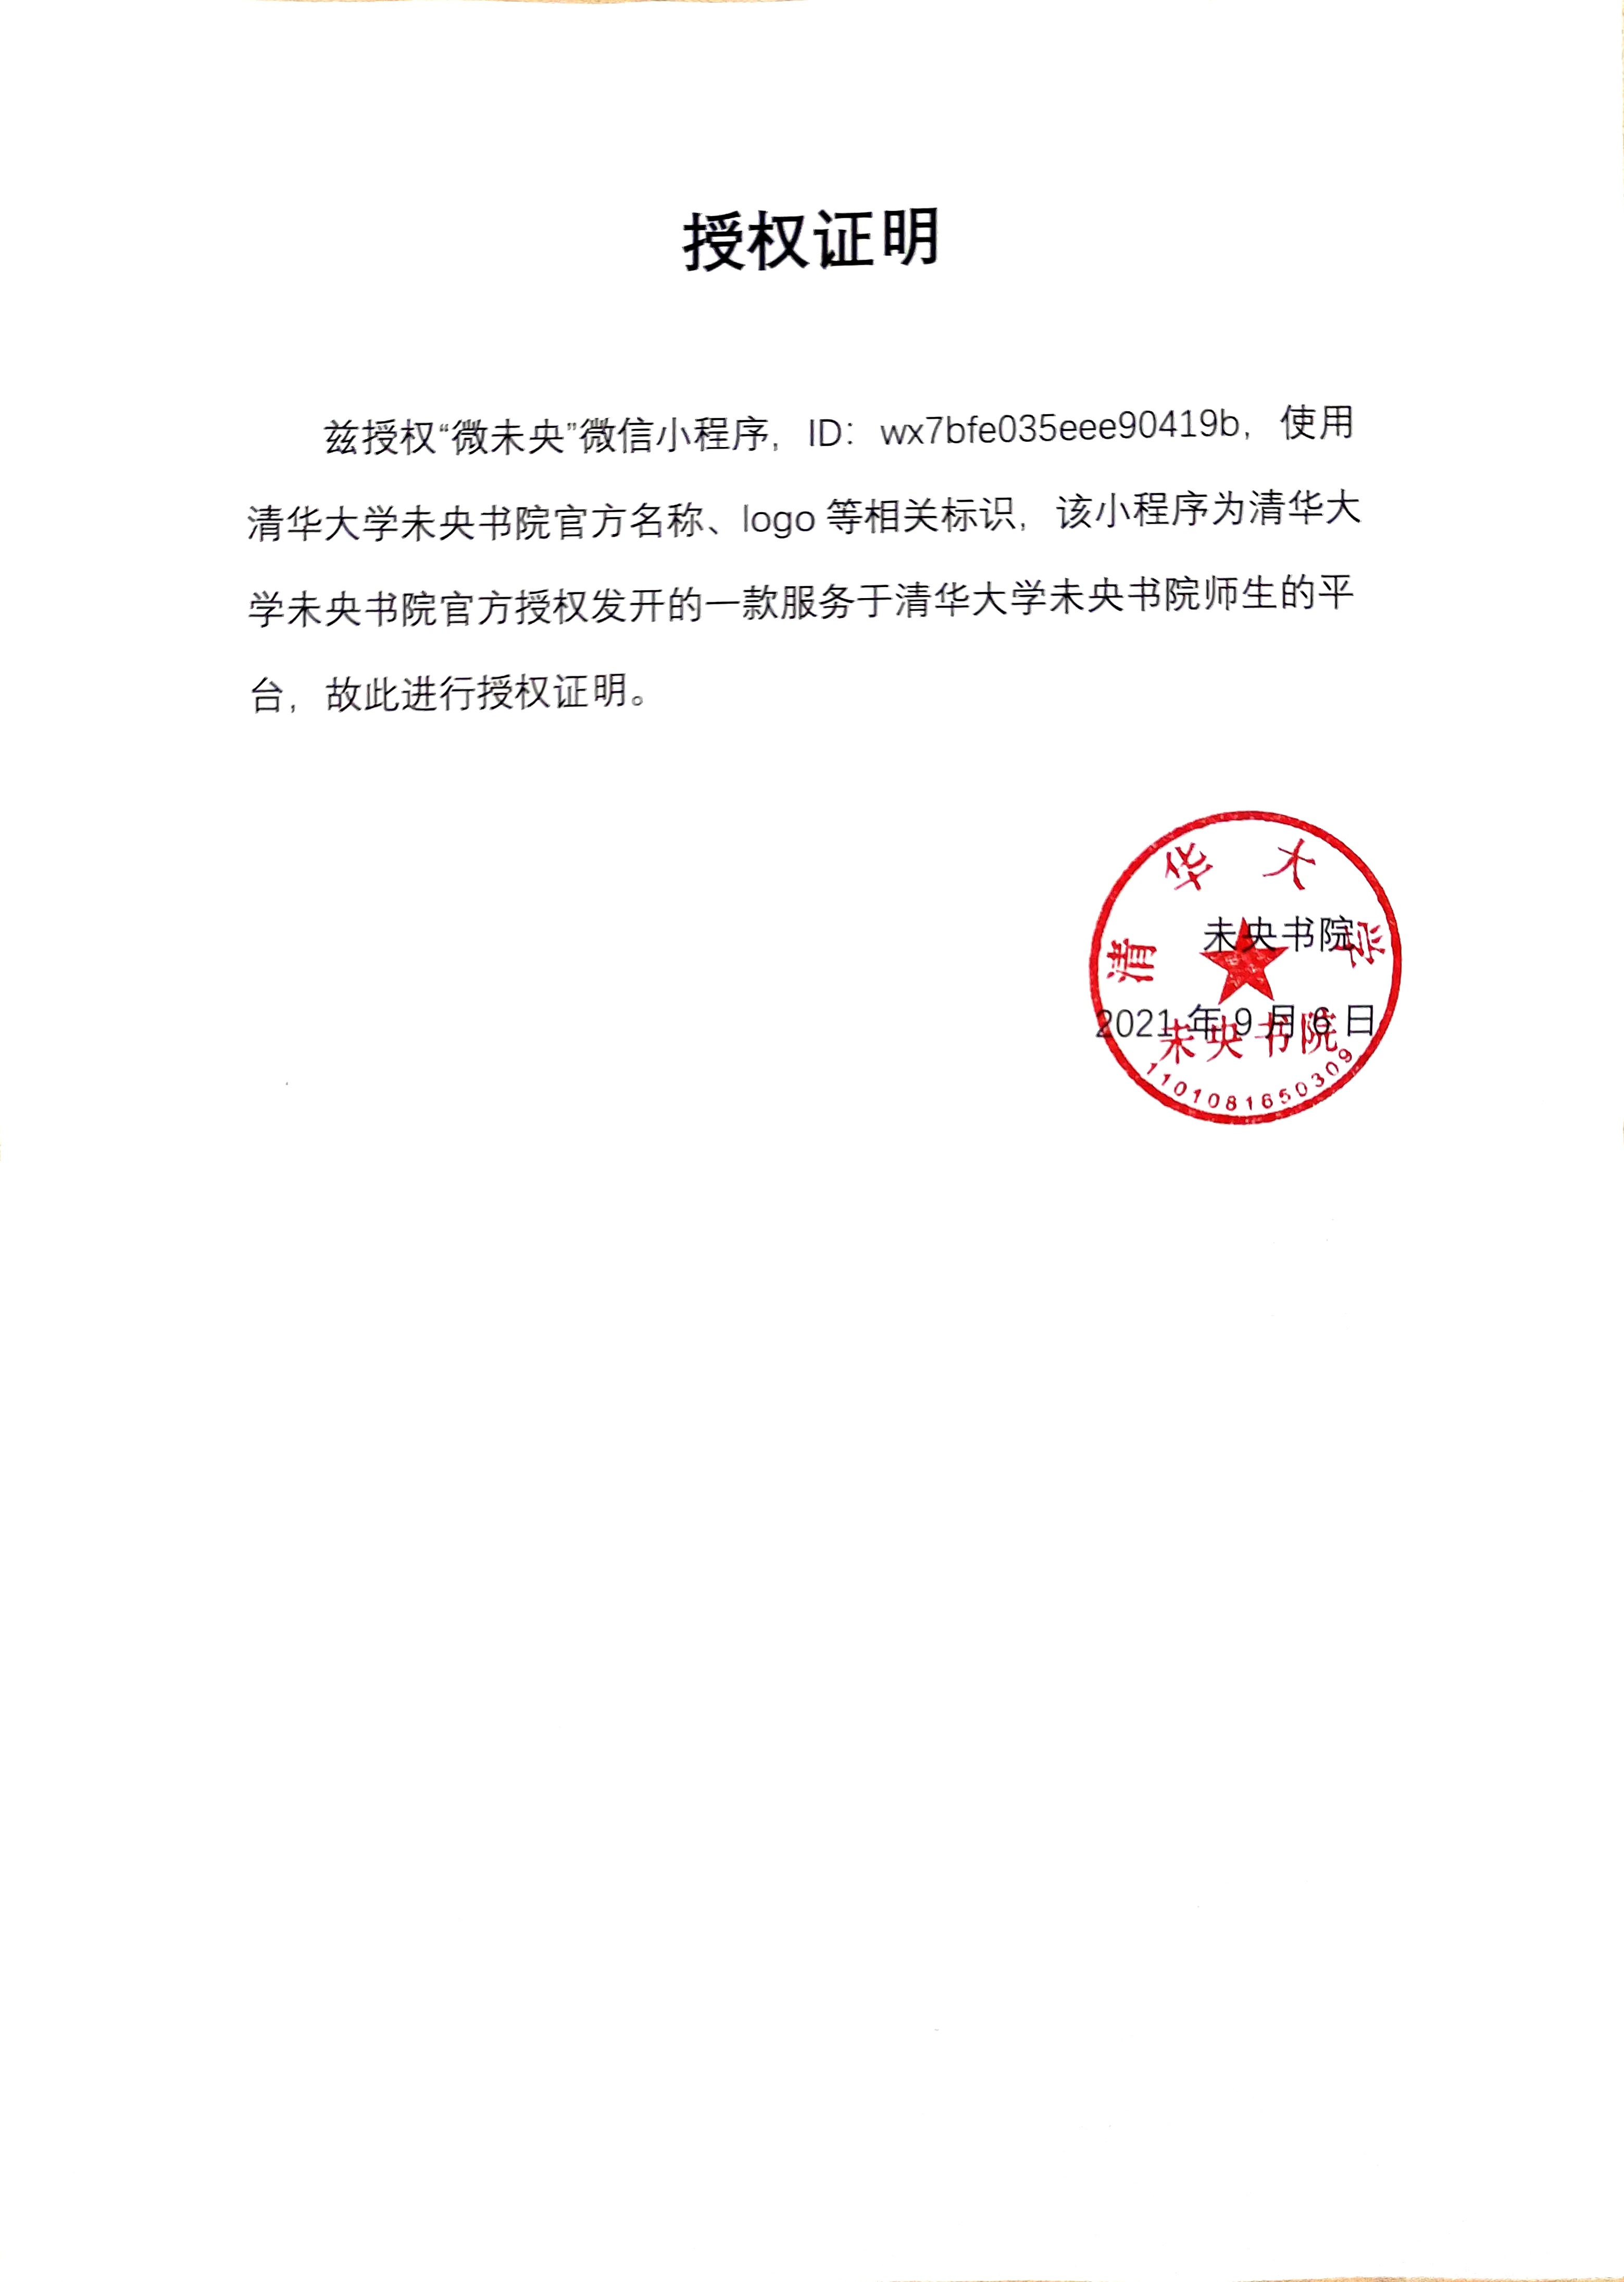 授权证明
兹授权“微未央”微信小程序，ID：wx7bfe035eee90419b，使用
清华大学未央书院官方名称、logo 等相关标识，该小程序为清华大
学未央书院官方授权发开的一款服务于清华大学未央书院师生的平
台，故此进行授权证明。
清华大学
未央书院
2021 年 9 月 6 日
未央书院
1101081650309